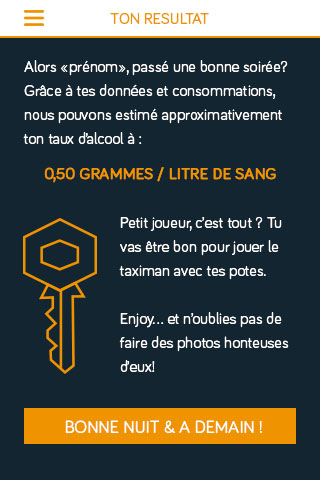 TON RESULTAT
Alors «prénom», passé une bonne soirée?
Grâce à tes données et consommations,
nous pouvons estimé approximativement
ton taux d'alcool à :
0,50 GRAMMES / LITRE DE SANG
Petit joueur, c'est tout ? Tu
vas être bon pour jouer le
taximan avec tes potes.
Enjoy... et n'oublies pas de
faire des photos honteuses
d'eux!
BONNE NUIT & A DEMAIN !